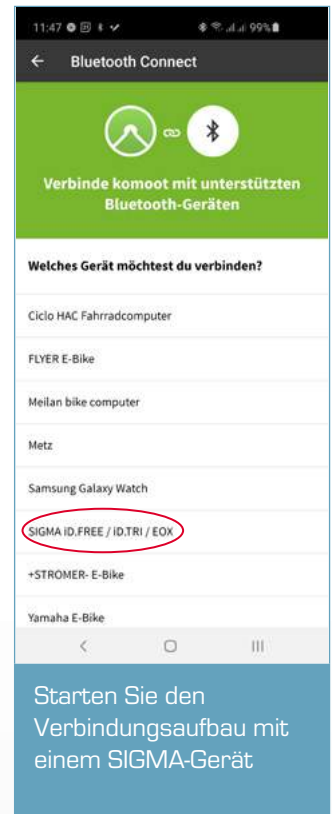 11:47
99%
Bluetooth Connect
Verbinde komoot mit unterstützten
Bluetooth-Geräten
Welches Gerät möchtest du verbinden?
Ciclo HAC Fahrradcomputer
FLYER E-Bike
Meilan bike computer
Metz
Samsung Galaxy Watch
SIGMA iD.FREE / iD.TRI / EOX
+STROMER- E-Bike
Yamaha E-Bike
Starten Sie den
Verbindungsaufbau mit
einem SIGMA-Gerät